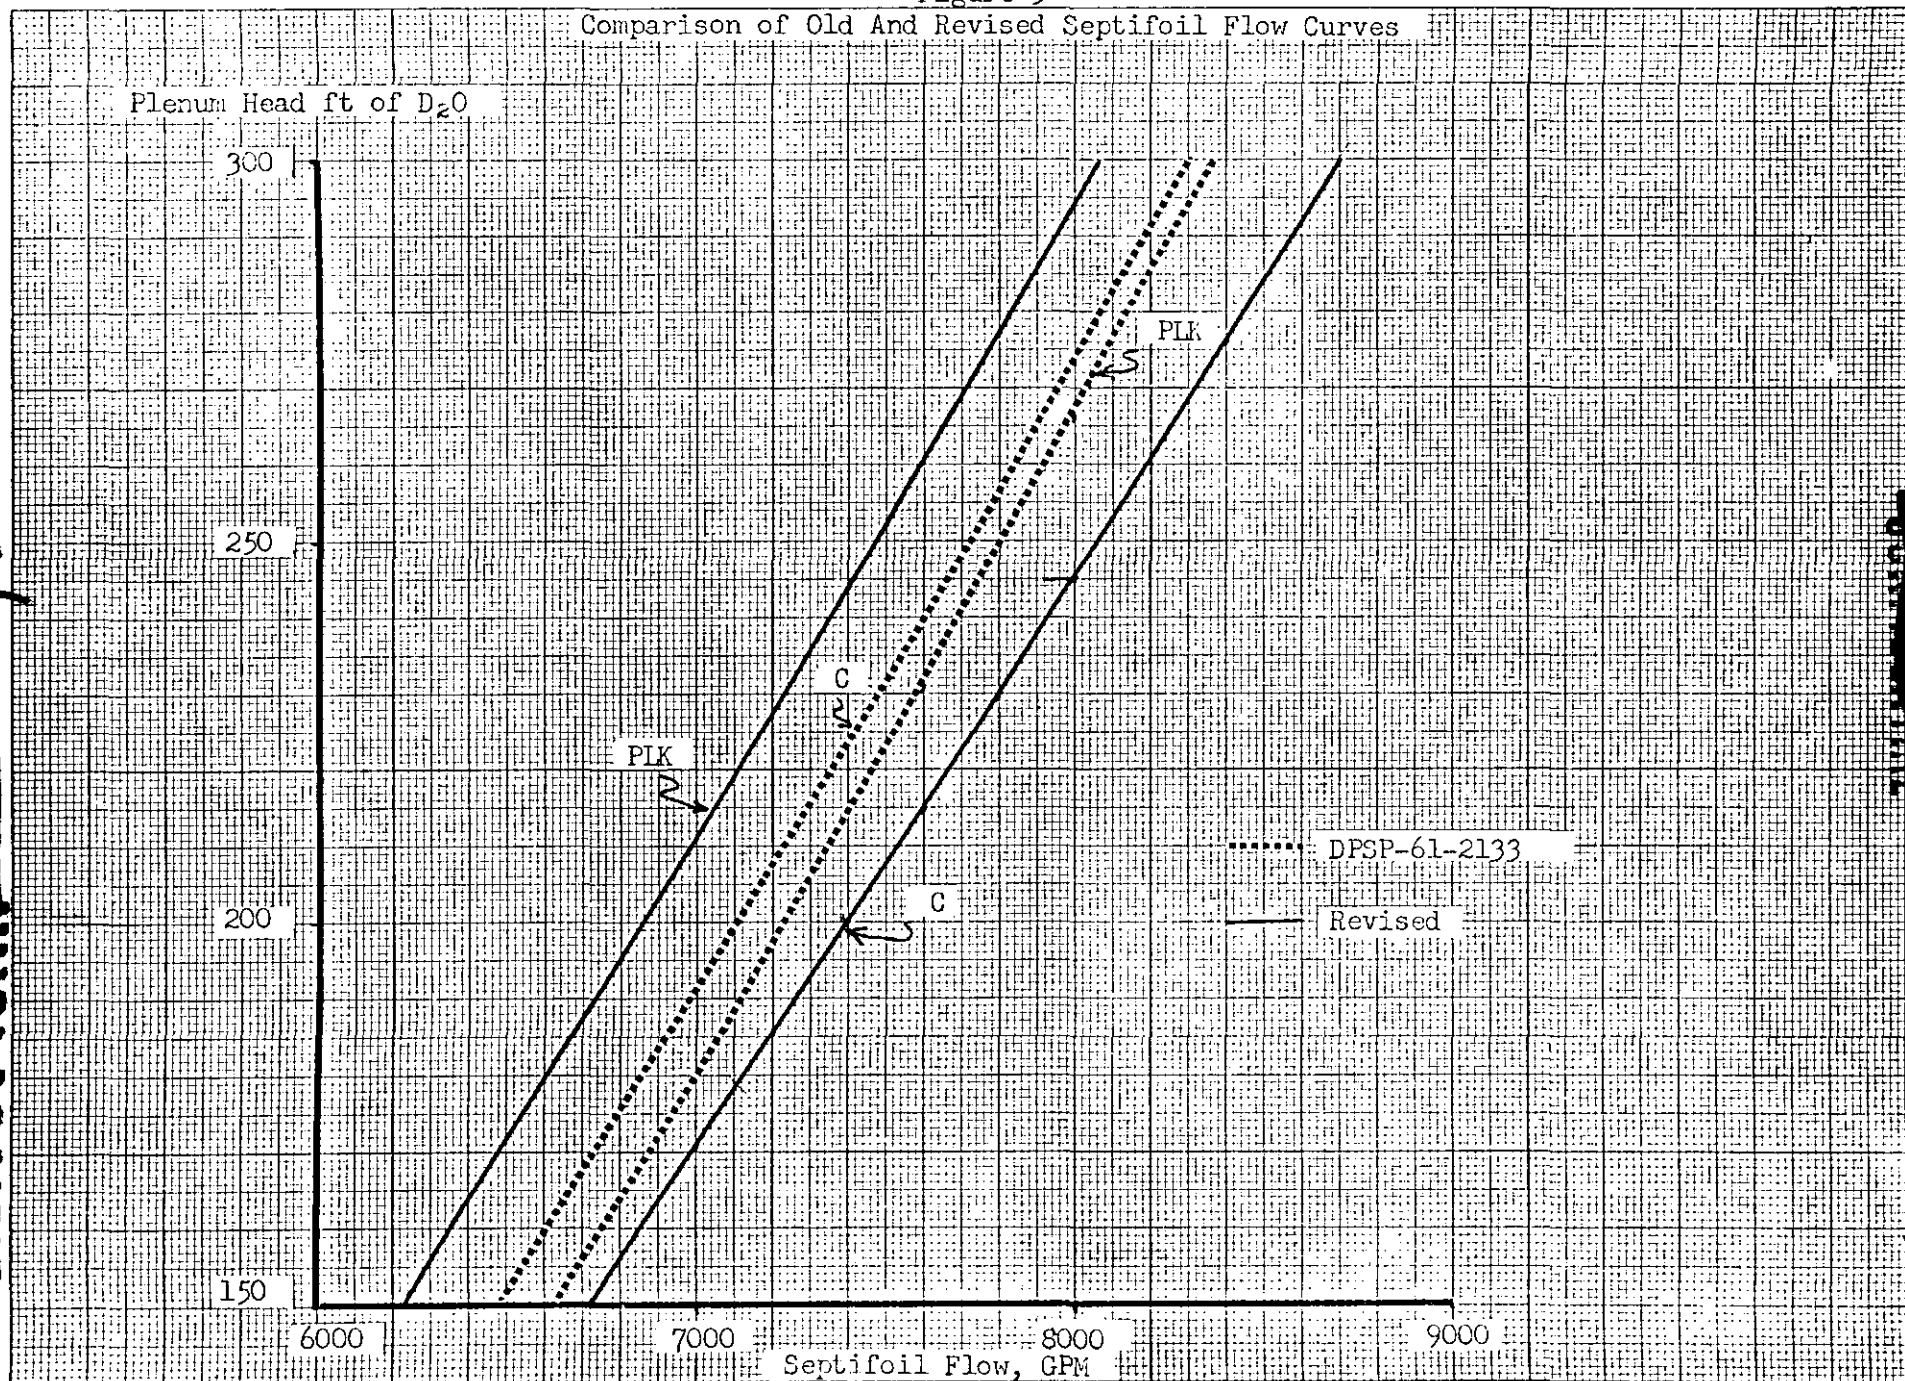 Comparison of Old And Revised Septifoil Flow Curves
Plenum Head ft of D₂O
300
PLK
250
C
PLK
DPSP-61-2133
C
200
Revised
150
6000
7000
8000
9000
Septifoil Flow, GPM